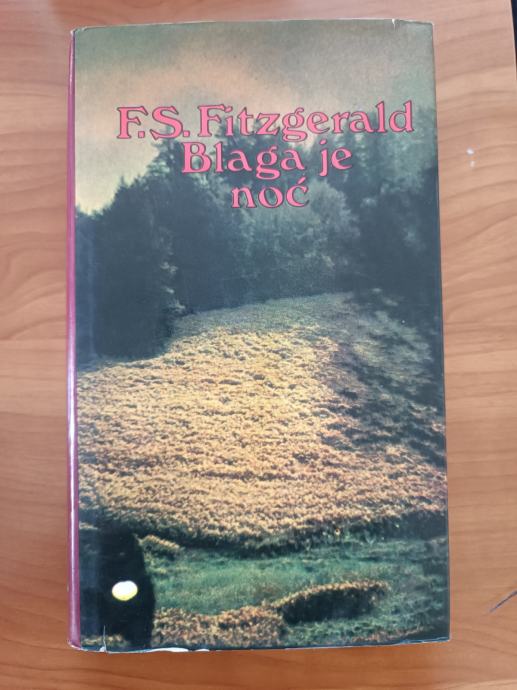 F.S. Fitzgerald
Blaga je
noć